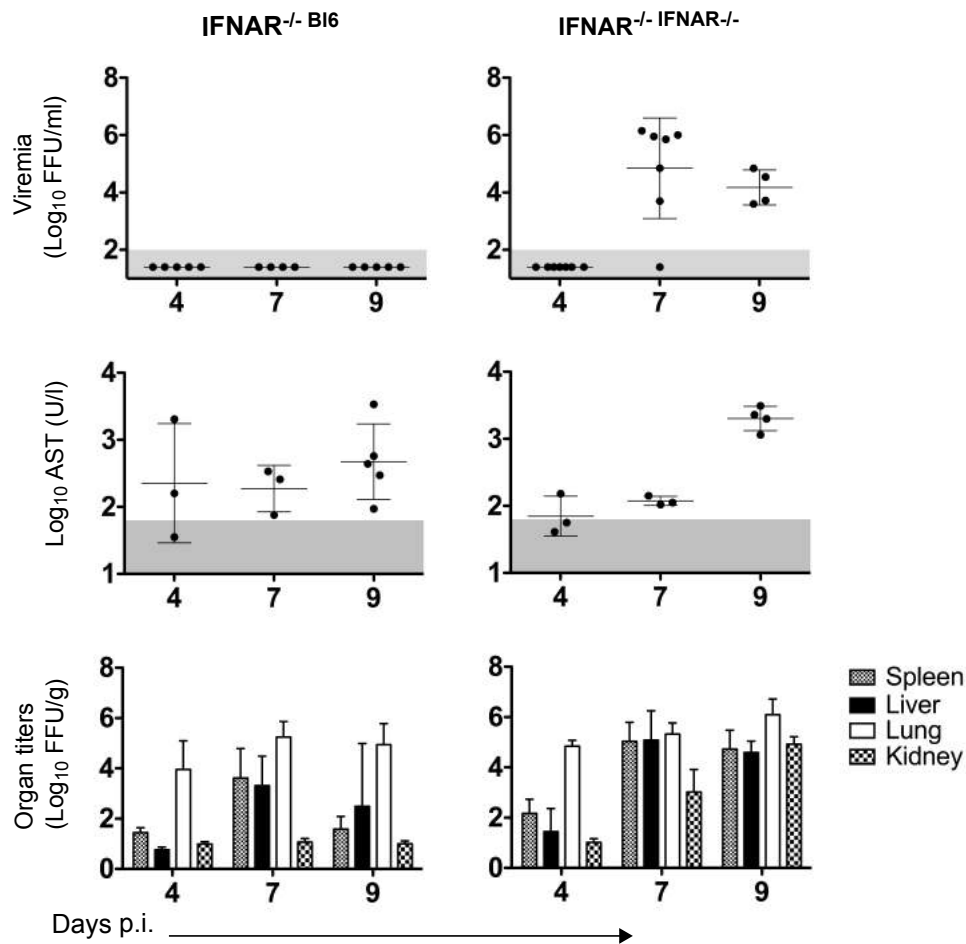 IFNAR-/- Bl6
IFNAR-/- IFNAR-/-
Viremia
(Log10 FFU/ml)
8
6
4
2
4 7 9
8
6
4
2
4 7 9
Log10 AST (U/l)
4
3
2
1
4 7 9
4
3
2
1
4 7 9
Organ titers
(Log10 FFU/g)
8
6
4
2
0
4 7 9
8
6
4
2
0
4 7 9
Spleen
Liver
Lung
Kidney
Days p.i.